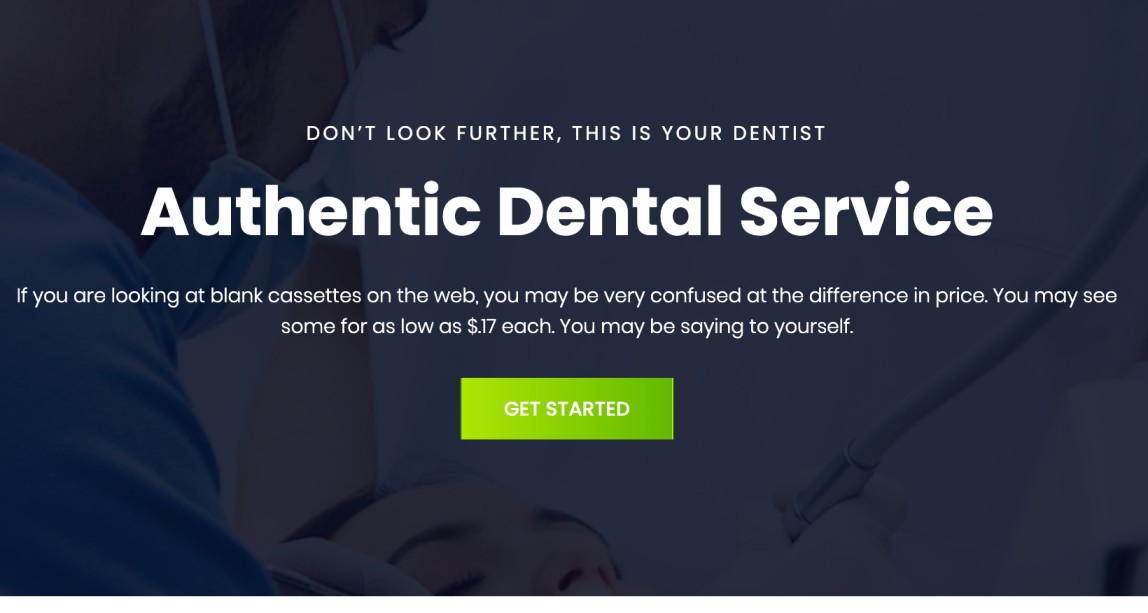 DON'T LOOK FURTHER, THIS IS YOUR DENTIST
Authentic Dental Service
If you are looking at blank cassettes on the web, you may be very confused at the difference in price. You may see
some for as low as $.17 each. You may be saying to yourself.
GET STARTED